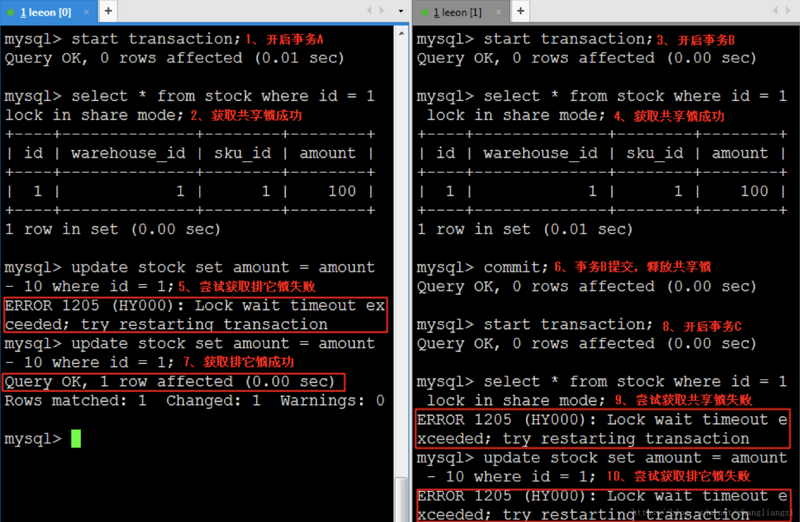 1 leeon [0]
mysql> start transaction; 1、开启事务A
Query OK, 0 rows affected (0.01 sec)
mysql> select * from stock where id = 1
lock in share mode; 2、获取共享锁成功
+----+--------------+--------+--------+
| id | warehouse_id | sku_id | amount |
+----+--------------+--------+--------+
| 1 | 1 | 1 | 100 |
+----+--------------+--------+--------+
1 row in set (0.00 sec)
mysql> update stock set amount = amount
- 10 where id = 1; 5、尝试获取排它锁失败
ERROR 1205 (HY000): Lock wait timeout ex
ceeded; try restarting transaction
mysql> update stock set amount = amount
- 10 where id = 1; 7、获取排它锁成功
Query OK, 1 row affected (0.00 sec)
Rows matched: 1 Changed: 1 Warnings: 0
mysql>
1 leeon [1]
mysql> start transaction; 3、开启事务B
Query OK, 0 rows affected (0.00 sec)
mysql> select * from stock where id = 1
lock in share mode; 4、获取共享锁成功
+----+--------------+--------+--------+
| id | warehouse_id | sku_id | amount |
+----+--------------+--------+--------+
| 1 | 1 | 1 | 100 |
+----+--------------+--------+--------+
1 row in set (0.01 sec)
mysql> commit; 6、事务B提交，释放共享锁
Query OK, 0 rows affected (0.00 sec)
mysql> start transaction; 8、开启事务C
Query OK, 0 rows affected (0.00 sec)
mysql> select * from stock where id = 1
lock in share mode; 9、尝试获取共享锁失败
ERROR 1205 (HY000): Lock wait timeout e
xceeded; try restarting transaction
mysql> update stock set amount = amount
- 10 where id = 1; 10、尝试获取排它锁失败
ERROR 1205 (HY000): Lock wait timeout e
xceeded; try restarting transaction